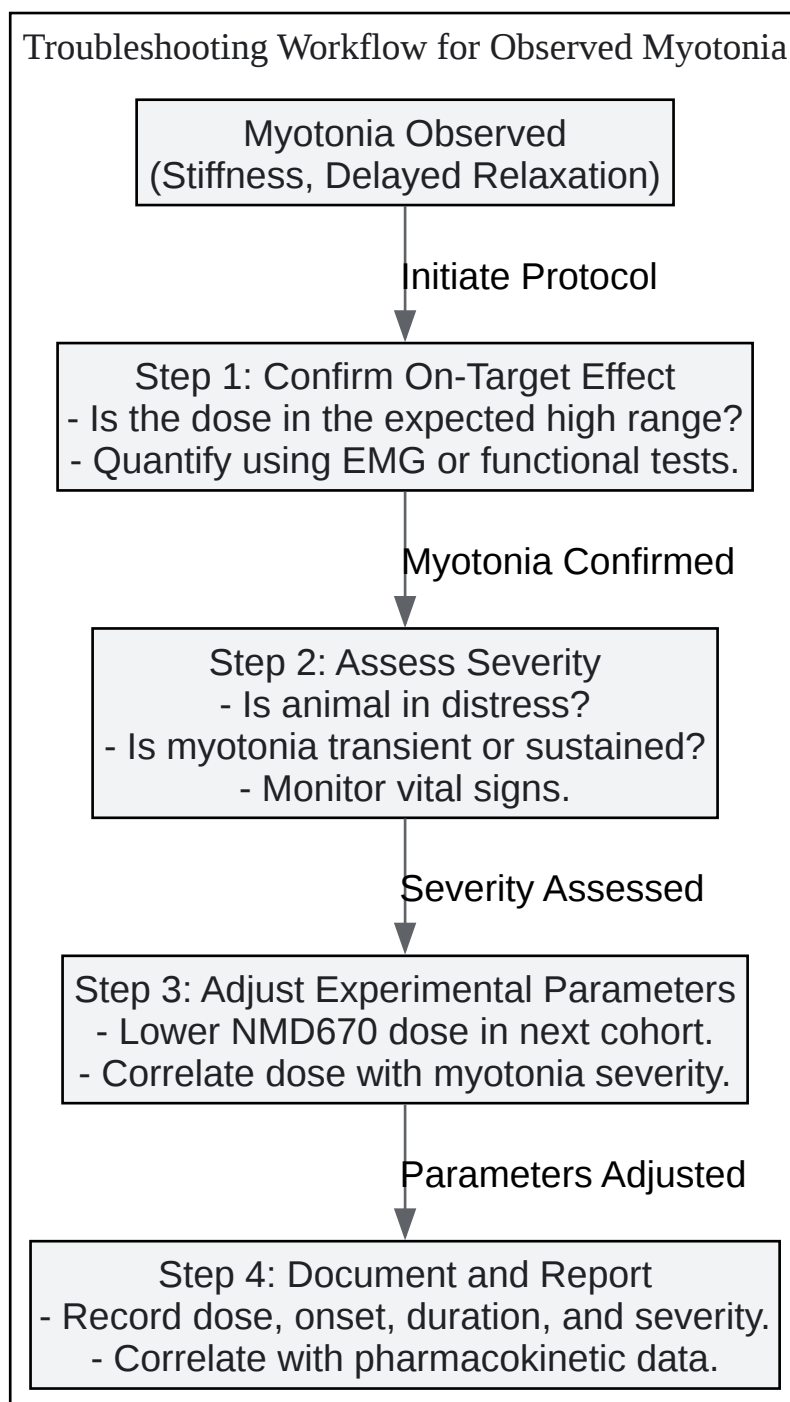 Troubleshooting Workflow for Observed Myotonia
Myotonia Observed
(Stiffness, Delayed Relaxation)
Initiate Protocol
Step 1: Confirm On-Target Effect
- Is the dose in the expected high range?
- Quantify using EMG or functional tests.
Myotonia Confirmed
Step 2: Assess Severity
- Is animal in distress?
- Is myotonia transient or sustained?
- Monitor vital signs.
Severity Assessed
Step 3: Adjust Experimental Parameters
- Lower NMD670 dose in next cohort.
- Correlate dose with myotonia severity.
Parameters Adjusted
Step 4: Document and Report
- Record dose, onset, duration, and severity.
- Correlate with pharmacokinetic data.